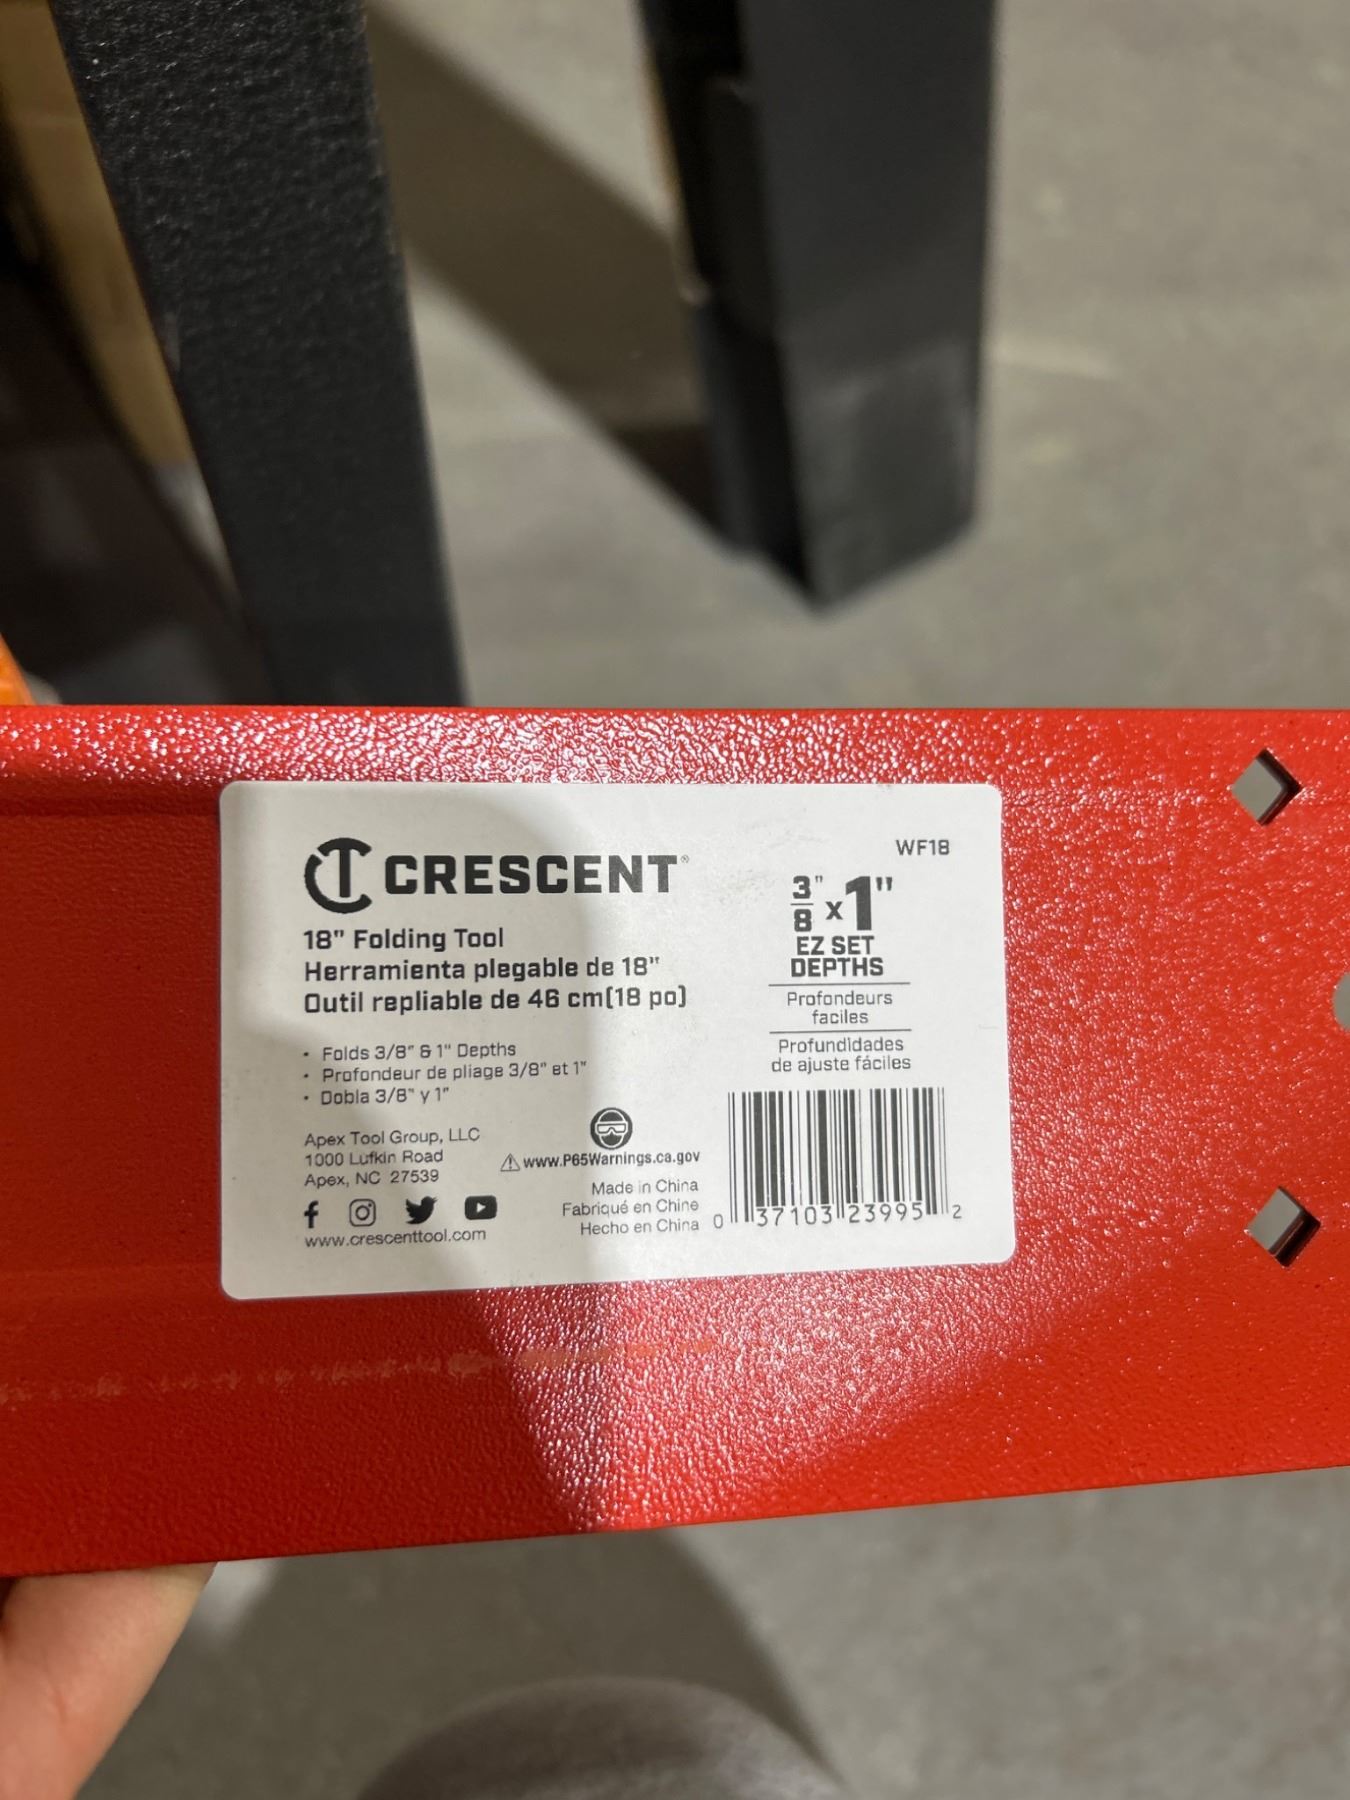 CRESCENT®
18" Folding Tool
Herramienta plegable de 18"
Outil repliable de 46 cm(18 po)
• Folds 3/8" & 1" Depths
• Profondeur de pliage 3/8" et 1"
• Dobla 3/8" y 1"
Apex Tool Group, LLC
1000 Lufkin Road
Apex, NC 27539
www.crescenttool.com
⚠ www.P65Warnings.ca.gov
Made in China
Fabriqué en Chine
Hecho en China
WF18
3/8" x 1"
EZ SET
DEPTHS
Profondeurs
faciles
Profundidades
de ajuste fáciles
0 37103 23995 2